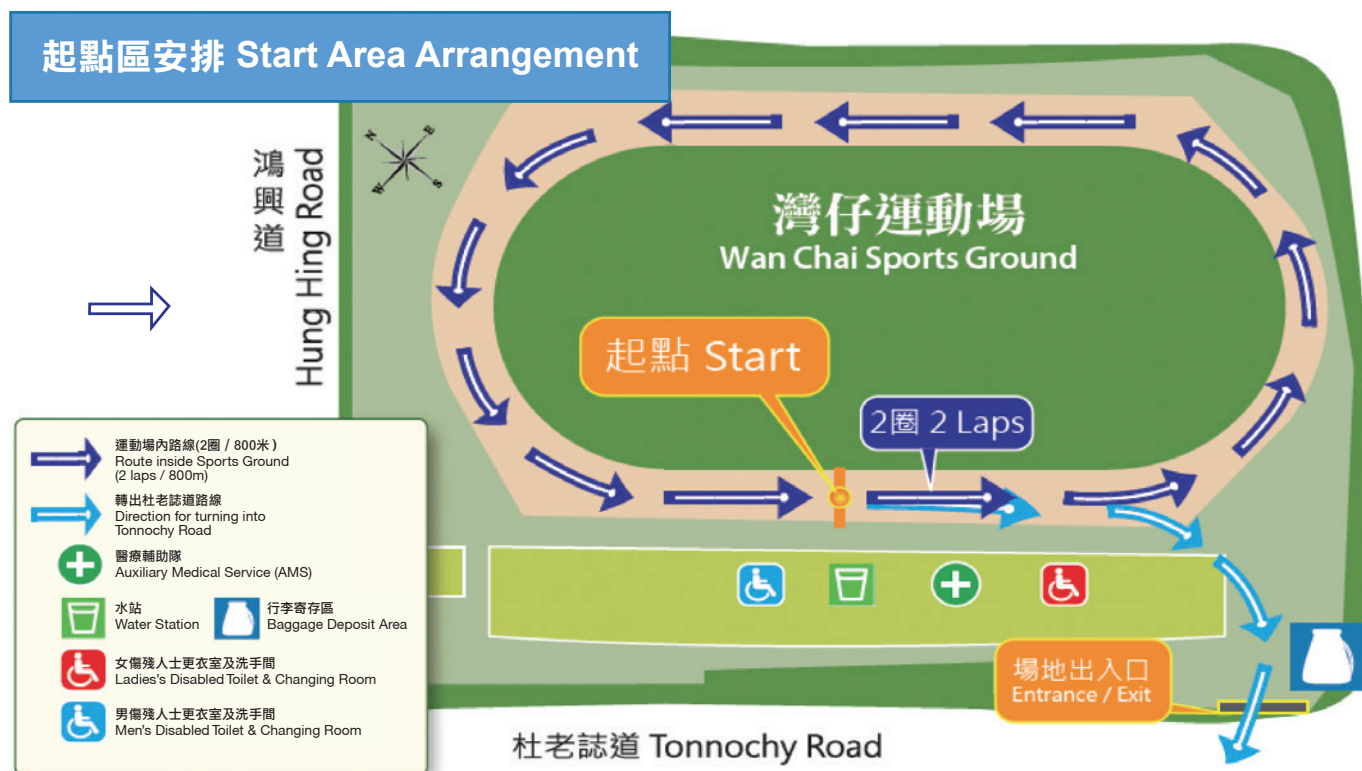 起點區安排 Start Area Arrangement
鴻興道
Hung Hing Road
N
E
W
S
灣仔運動場
Wan Chai Sports Ground
起點 Start
2圈 2 Laps
運動場內路線(2圈 / 800米 )
Route inside Sports Ground
(2 laps / 800m)
轉出杜老誌道路線
Direction for turning into
Tonnochy Road
醫療輔助隊
Auxiliary Medical Service (AMS)
水站
Water Station
行李寄存區
Baggage Deposit Area
女傷殘人士更衣室及洗手間
Ladies's Disabled Toilet & Changing Room
男傷殘人士更衣室及洗手間
Men's Disabled Toilet & Changing Room
場地出入口
Entrance / Exit
杜老誌道 Tonnochy Road